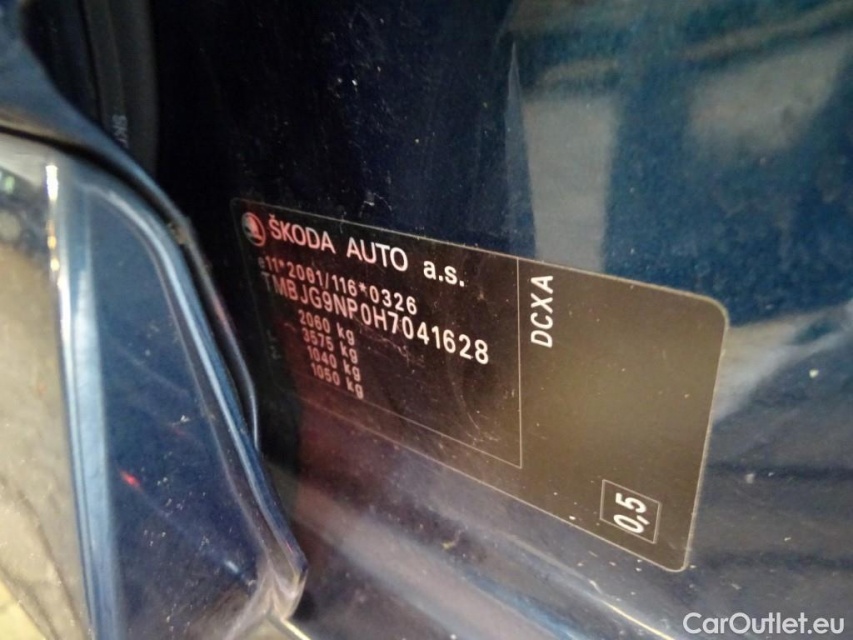 ŠKODA AUTO a.s.
e11*2001/116*0326
TMBJG9NP0H7041628
2060 kg
3575 kg
1040 kg
1050 kg
DCXA
0,5
CarOutlet.eu